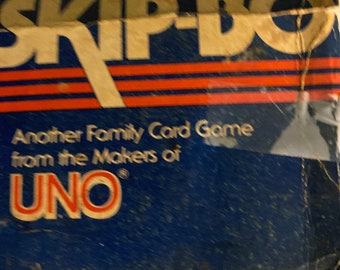 SKIP-BO
Another Family Card Game
from the Makers of
UNO®